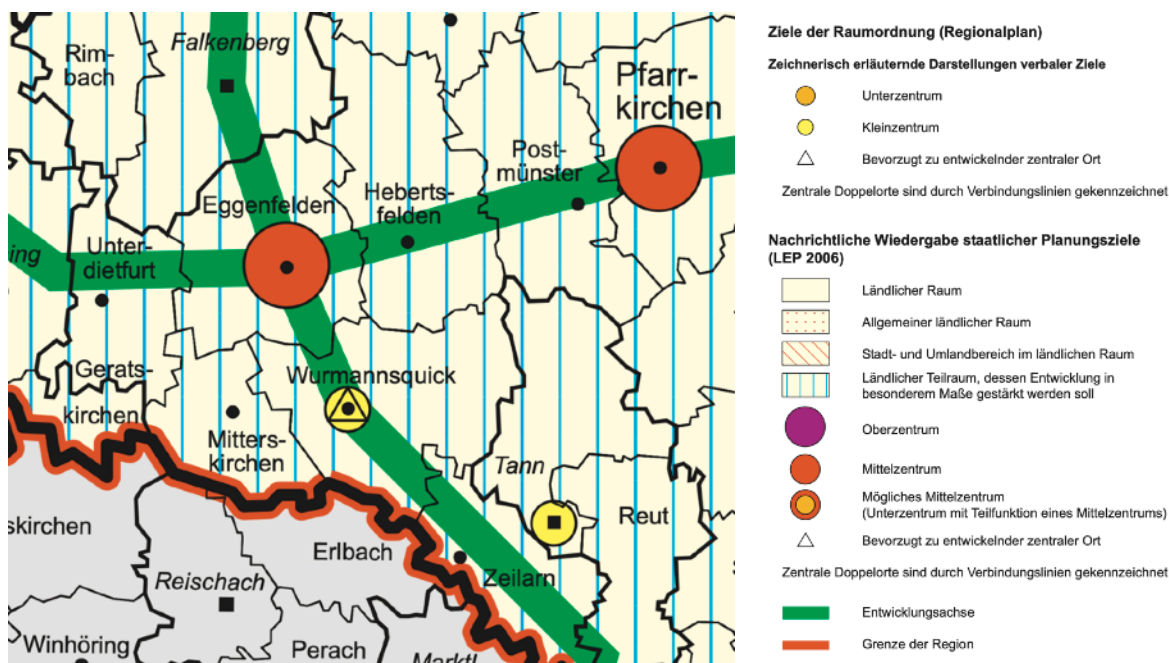 Rim-
bach
Falkenberg
Pfarr-
kirchen
Post-
münster
Eggenfelden
Heberts-
felden
ing
Unter-
dietfurt
Gerats-
kirchen
Wurmannsquick
Mitters-
kirchen
Tann
Reut
skirchen
Erlbach
Zeilarn
Reischach
Winhöring
Perach
Marktl
Ziele der Raumordnung (Regionalplan)
Zeichnerisch erläuternde Darstellungen verbaler Ziele
Unterzentrum
Kleinzentrum
Bevorzugt zu entwickelnder zentraler Ort
Zentrale Doppelorte sind durch Verbindungslinien gekennzeichnet
Nachrichtliche Wiedergabe staatlicher Planungsziele
(LEP 2006)
Ländlicher Raum
Allgemeiner ländlicher Raum
Stadt- und Umlandbereich im ländlichen Raum
Ländlicher Teilraum, dessen Entwicklung in
besonderem Maße gestärkt werden soll
Oberzentrum
Mittelzentrum
Mögliches Mittelzentrum
(Unterzentrum mit Teilfunktion eines Mittelzentrums)
Bevorzugt zu entwickelnder zentraler Ort
Zentrale Doppelorte sind durch Verbindungslinien gekennzeichnet
Entwicklungsachse
Grenze der Region